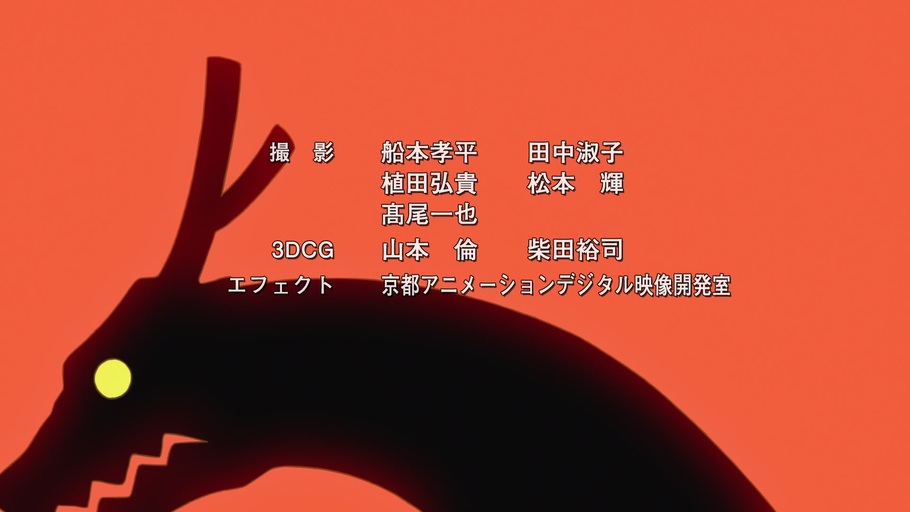 撮　影　船本孝平　田中淑子
植田弘貴　松本　輝
髙尾一也
3DCG　山本　倫　柴田裕司
エフェクト　京都アニメーションデジタル映像開発室